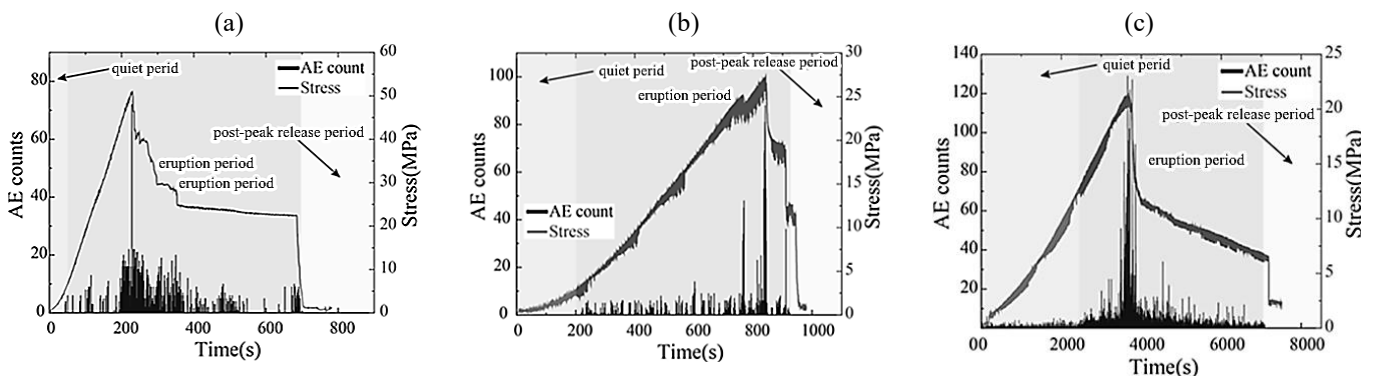 (a)
80
60
40
20
0
AE counts
0
200
400
600
800
Time(s)
60
50
40
30
20
10
0
Stress(MPa)
quiet perid
AE count
Stress
post-peak release period
eruption period
eruption period
(b)
100
80
60
40
20
0
AE counts
0
200
400
600
800
1000
Time(s)
30
25
20
15
10
5
0
Stress(MPa)
quiet perid
post-peak release period
eruption period
AE count
Stress
(c)
140
120
100
80
60
40
20
AE counts
00
2000
4000
6000
8000
Time(s)
25
20
15
10
5
0
Stress(MPa)
quiet perid
AE count
Stress
post-peak release period
eruption period